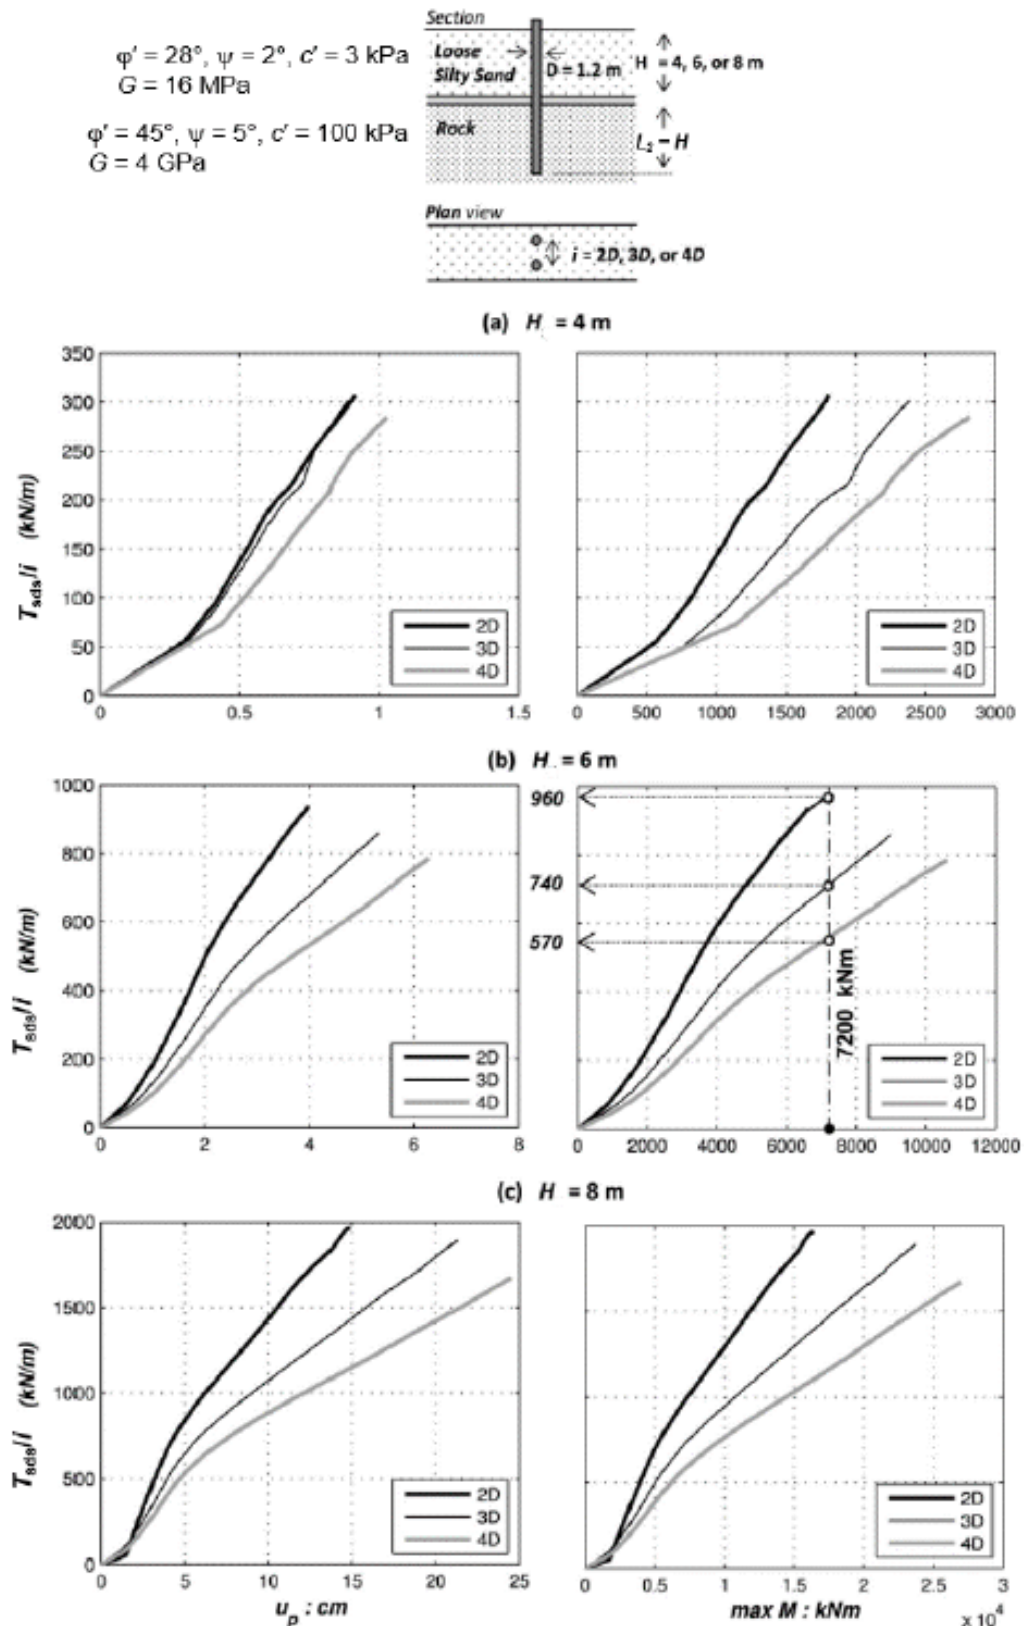 Section
φ′ = 28°, ψ = 2°, c′ = 3 kPa
G = 16 MPa
φ′ = 45°, ψ = 5°, c′ = 100 kPa
G = 4 GPa
Loose
Silty Sand
D = 1.2 m
H = 4, 6, or 8 m
Rock
L₂ – H
Plan view
i = 2D, 3D, or 4D
(a) H = 4 m
350
300
250
200
150
100
50
0
T_sds/i (kN/m)
0 0.5 1 1.5
2D
3D
4D
0 500 1000 1500 2000 2500 3000
2D
3D
4D
(b) H = 6 m
1000
800
600
400
200
0
T_sds/i (kN/m)
0 2 4 6 8
2D
3D
4D
960
740
570
7200 kNm
0 2000 4000 6000 8000 10000 12000
2D
3D
4D
(c) H = 8 m
2000
1500
1000
500
0
T_sds/i (kN/m)
0 5 10 15 20 25
2D
3D
4D
u_p : cm
0 0.5 1 1.5 2 2.5 3
x 10⁴
2D
3D
4D
max M : kNm